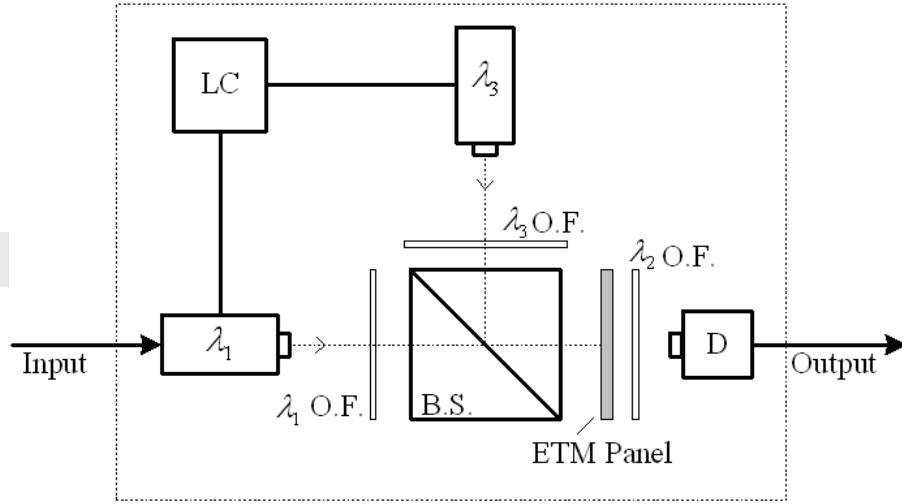 LC
λ₃
λ₃ O.F.
λ₂ O.F.
Input
λ₁
D
Output
λ₁ O.F.
B.S.
ETM Panel